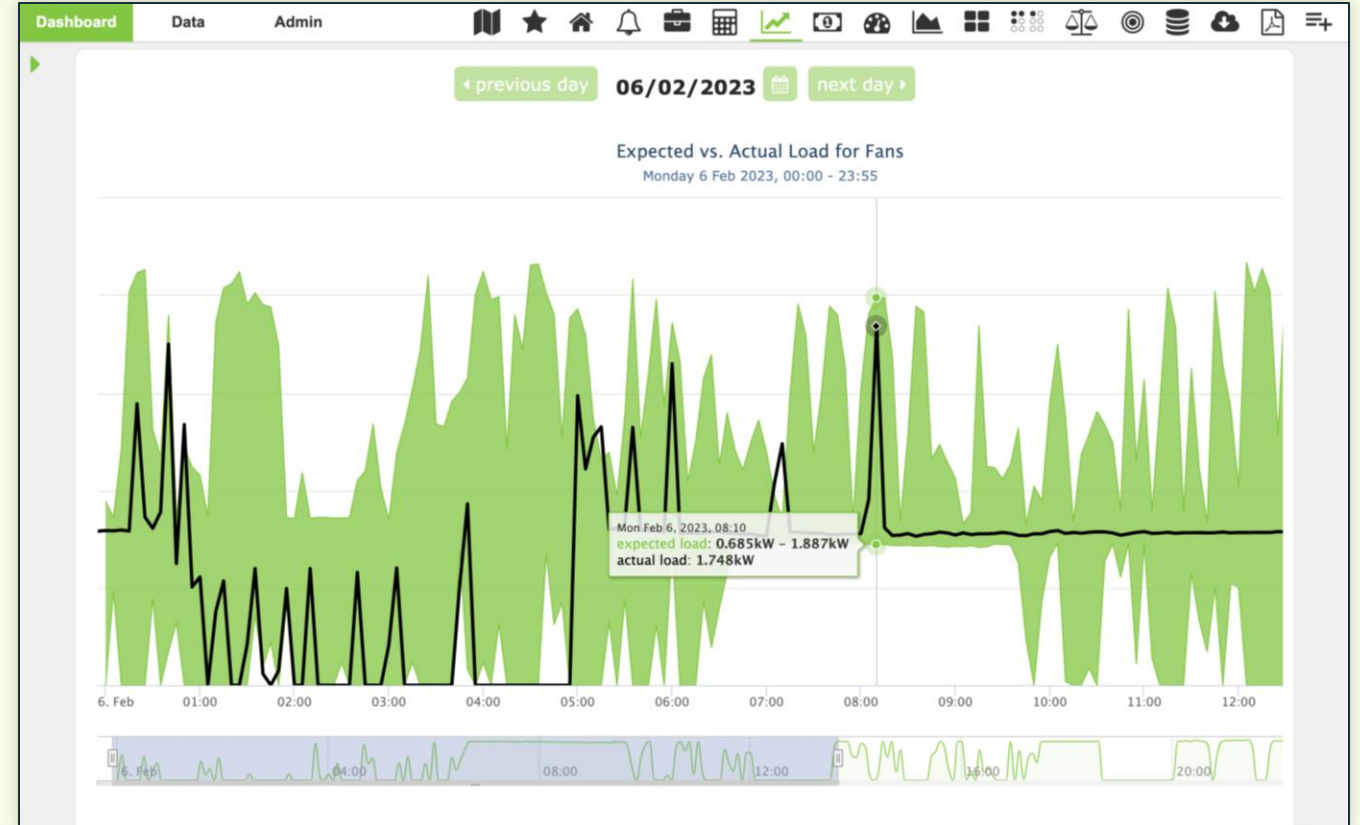 Dashboard Data Admin
previous day 06/02/2023 next day
Expected vs. Actual Load for Fans
Monday 6 Feb 2023, 00:00 - 23:55
Mon Feb 6, 2023, 08:10
expected load: 0.685kW – 1.887kW
actual load: 1.748kW
6. Feb 01:00 02:00 03:00 04:00 05:00 06:00 07:00 08:00 09:00 10:00 11:00 12:00
6. Feb 04:00 08:00 12:00 16:00 20:00